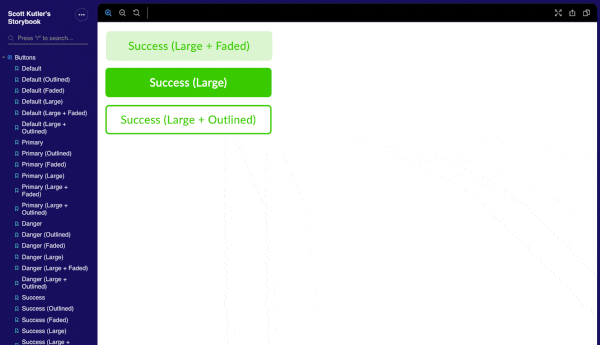 Scott Kutler's
Storybook
Press "/" to search...
Buttons
Default
Default (Outlined)
Default (Faded)
Default (Large)
Default (Large + Faded)
Default (Large +
Outlined)
Primary
Primary (Outlined)
Primary (Faded)
Primary (Large)
Primary (Large +
Faded)
Primary (Large +
Outlined)
Danger
Danger (Outlined)
Danger (Faded)
Danger (Large)
Danger (Large + Faded)
Danger (Large +
Outlined)
Success
Success (Outlined)
Success (Faded)
Success (Large)
Success (Large +
Success (Large + Faded)
Success (Large)
Success (Large + Outlined)